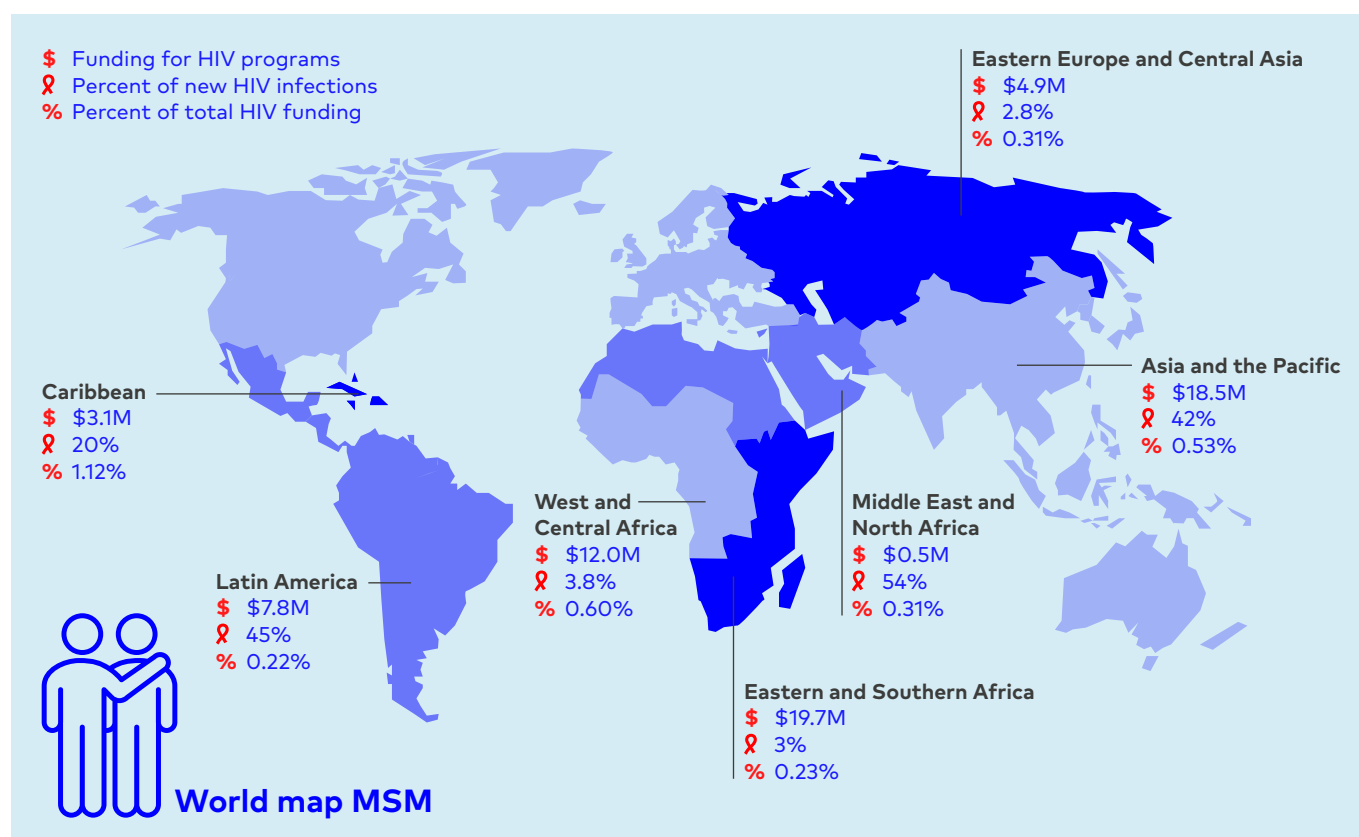 $ Funding for HIV programs
Percent of new HIV infections
% Percent of total HIV funding
Eastern Europe and Central Asia
$ $4.9M
2.8%
% 0.31%
Caribbean
$ $3.1M
20%
% 1.12%
Asia and the Pacific
$ $18.5M
42%
% 0.53%
West and
Central Africa
$ $12.0M
3.8%
% 0.60%
Middle East and
North Africa
$ $0.5M
54%
% 0.31%
Latin America
$ $7.8M
45%
% 0.22%
Eastern and Southern Africa
$ $19.7M
3%
% 0.23%
World map MSM